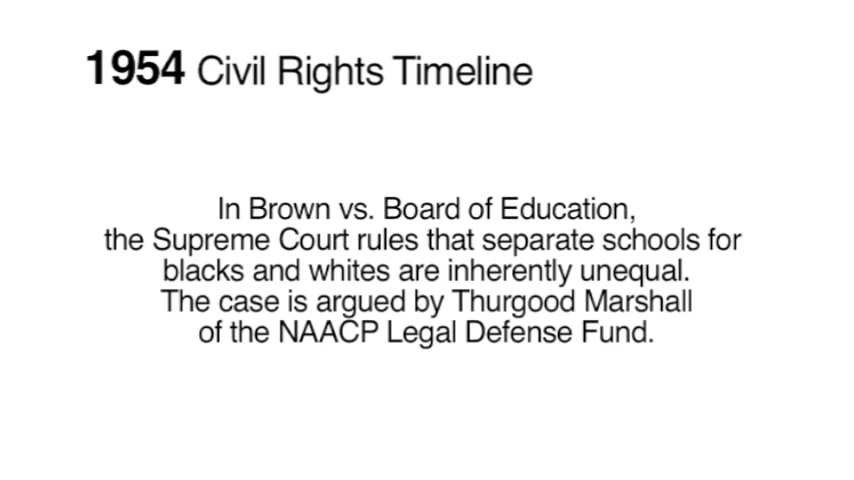 1954 Civil Rights Timeline
In Brown vs. Board of Education,
the Supreme Court rules that separate schools for
blacks and whites are inherently unequal.
The case is argued by Thurgood Marshall
of the NAACP Legal Defense Fund.